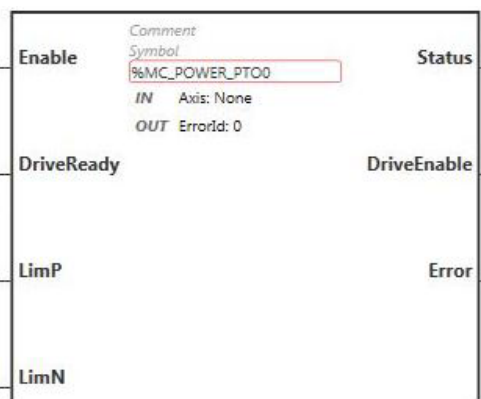 Comment
Symbol
Enable
%MC_POWER_PTO0
Status
IN Axis: None
OUT ErrorId: 0
DriveReady
DriveEnable
LimP
Error
LimN